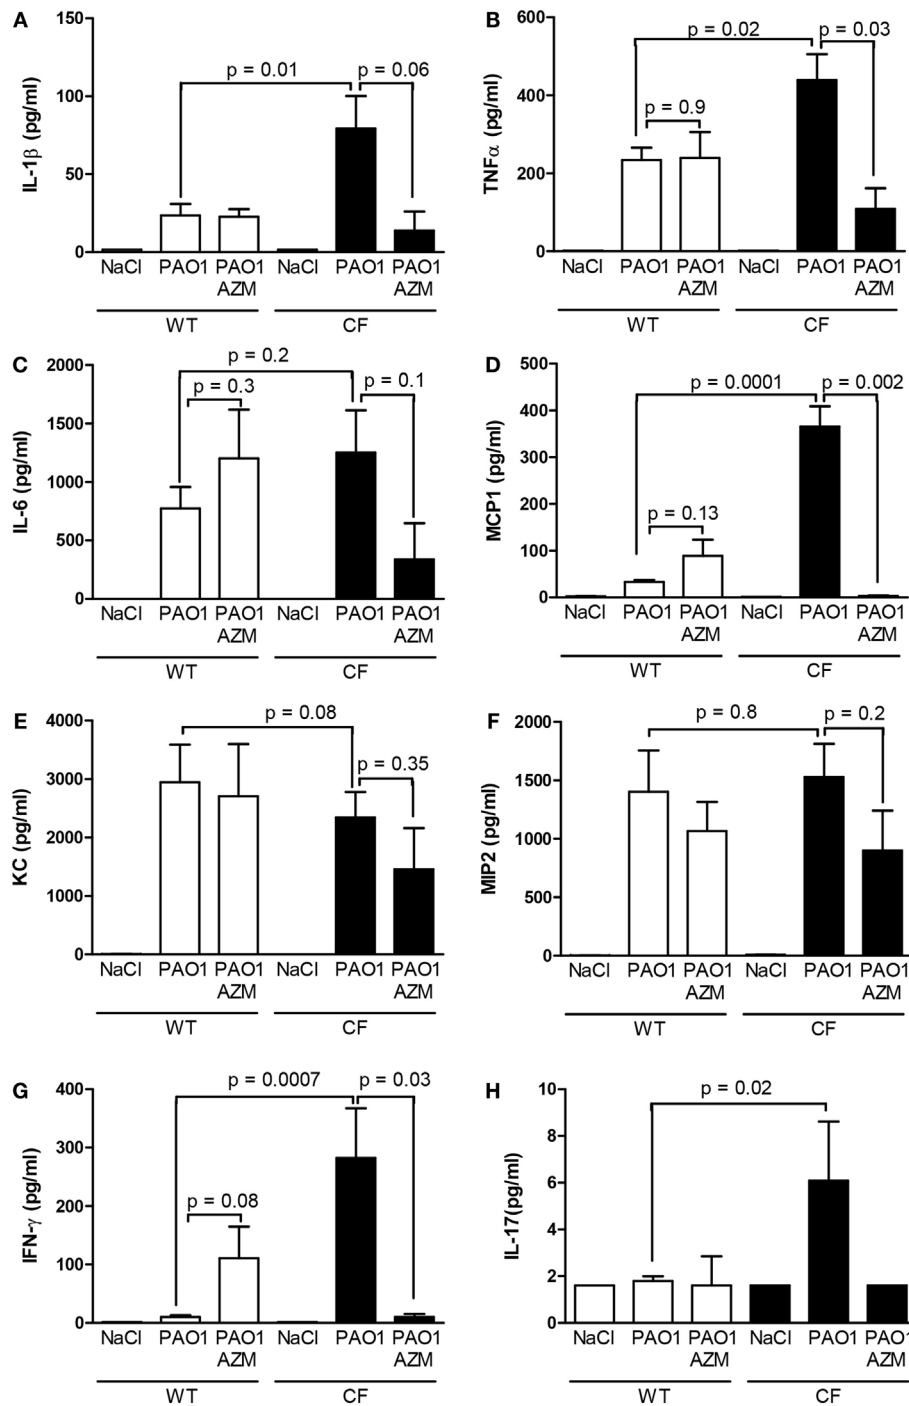 A
IL-1β (pg/ml)
150
100
50
0
p = 0.01
p = 0.06
NaCl PAO1 PAO1 NaCl PAO1 PAO1
AZM AZM
WT CF
B
TNFα (pg/ml)
600
400
200
0
p = 0.02
p = 0.03
p = 0.9
NaCl PAO1 PAO1 NaCl PAO1 PAO1
AZM AZM
WT CF
C
IL-6 (pg/ml)
2000
1500
1000
500
0
p = 0.2
p = 0.3
p = 0.1
NaCl PAO1 PAO1 NaCl PAO1 PAO1
AZM AZM
WT CF
D
MCP1 (pg/ml)
500
400
300
200
100
0
p = 0.0001
p = 0.002
p = 0.13
NaCl PAO1 PAO1 NaCl PAO1 PAO1
AZM AZM
WT CF
E
KC (pg/ml)
4000
3000
2000
1000
0
p = 0.08
p = 0.35
NaCl PAO1 PAO1 NaCl PAO1 PAO1
AZM AZM
WT CF
F
MIP2 (pg/ml)
2000
1500
1000
500
0
p = 0.8
p = 0.2
NaCl PAO1 PAO1 NaCl PAO1 PAO1
AZM AZM
WT CF
G
IFN-γ (pg/ml)
400
300
200
100
0
p = 0.0007
p = 0.03
p = 0.08
NaCl PAO1 PAO1 NaCl PAO1 PAO1
AZM AZM
WT CF
H
IL-17(pg/ml)
10
8
6
4
2
0
p = 0.02
NaCl PAO1 PAO1 NaCl PAO1 PAO1
AZM AZM
WT CF